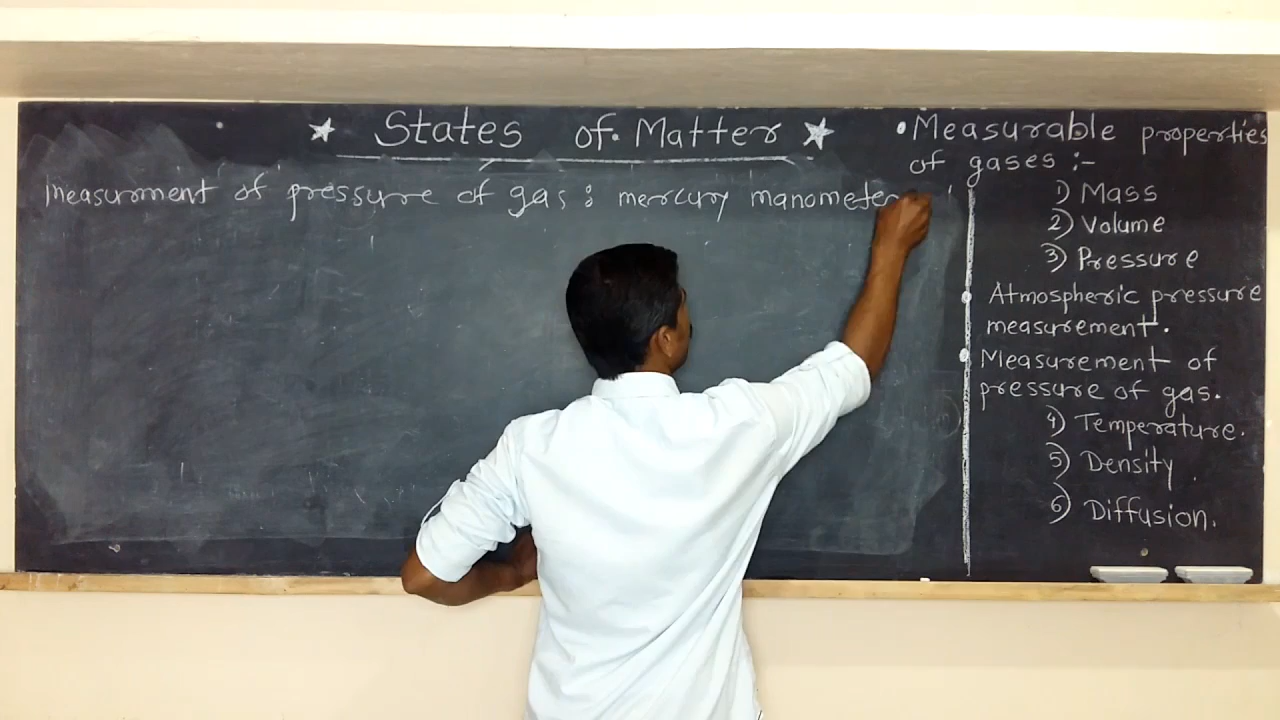 ★ States of Matter ★
Measurment of pressure of gas : mercury manometer
• Measurable properties
of gases :-
1) Mass
2) Volume
3) Pressure
• Atmospheric pressure
measurement.
• Measurement of
pressure of gas.
4) Temperature.
5) Density.
6) Diffusion.